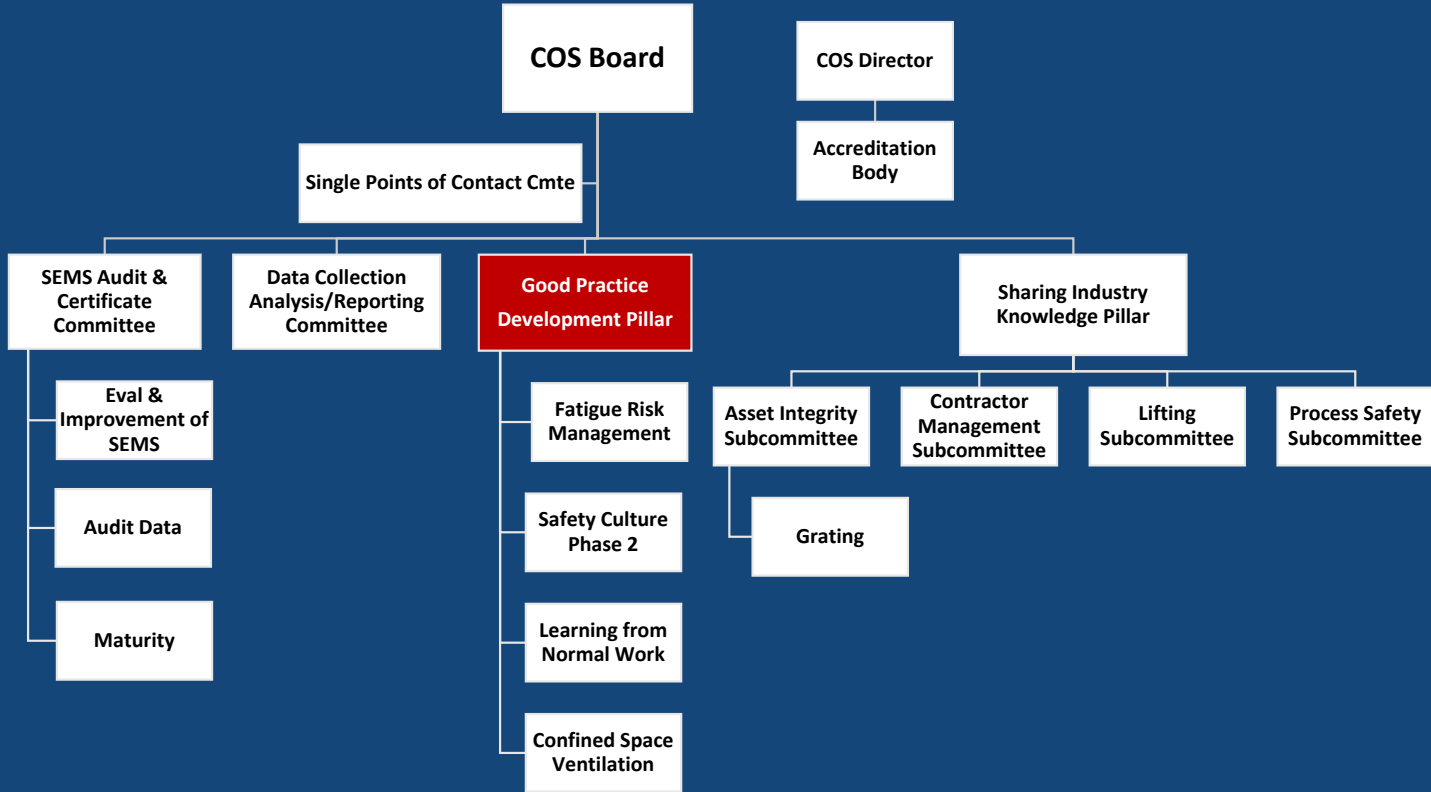 COS Board
COS Director
Accreditation
Body
Single Points of Contact Cmte
SEMS Audit &
Certificate
Committee
Data Collection
Analysis/Reporting
Committee
Good Practice
Development Pillar
Sharing Industry
Knowledge Pillar
Eval &
Improvement of
SEMS
Audit Data
Maturity
Fatigue Risk
Management
Safety Culture
Phase 2
Learning from
Normal Work
Confined Space
Ventilation
Asset Integrity
Subcommittee
Contractor
Management
Subcommittee
Lifting
Subcommittee
Process Safety
Subcommittee
Grating